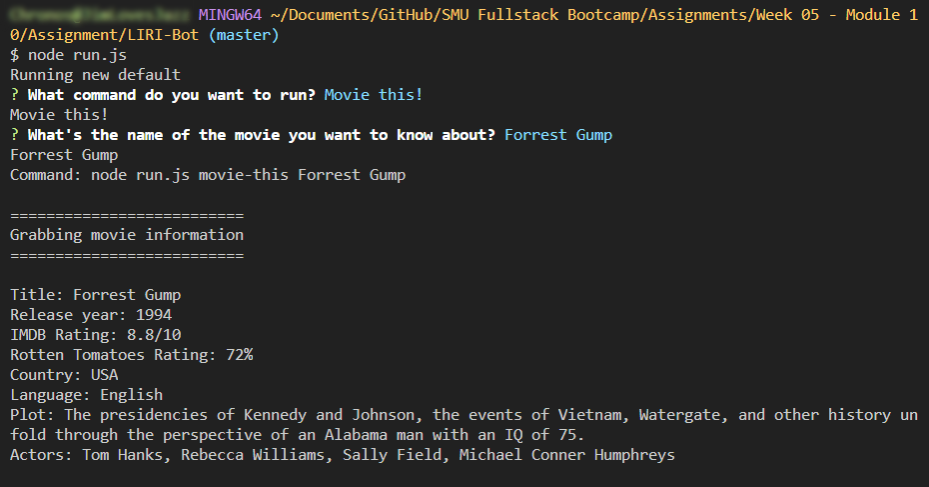 MINGW64 ~/Documents/GitHub/SMU Fullstack Bootcamp/Assignments/Week 05 - Module 1
0/Assignment/LIRI-Bot (master)
$ node run.js
Running new default
? What command do you want to run? Movie this!
Movie this!
? What's the name of the movie you want to know about? Forrest Gump
Forrest Gump
Command: node run.js movie-this Forrest Gump
==========================
Grabbing movie information
==========================
Title: Forrest Gump
Release year: 1994
IMDB Rating: 8.8/10
Rotten Tomatoes Rating: 72%
Country: USA
Language: English
Plot: The presidencies of Kennedy and Johnson, the events of Vietnam, Watergate, and other history un
fold through the perspective of an Alabama man with an IQ of 75.
Actors: Tom Hanks, Rebecca Williams, Sally Field, Michael Conner Humphreys